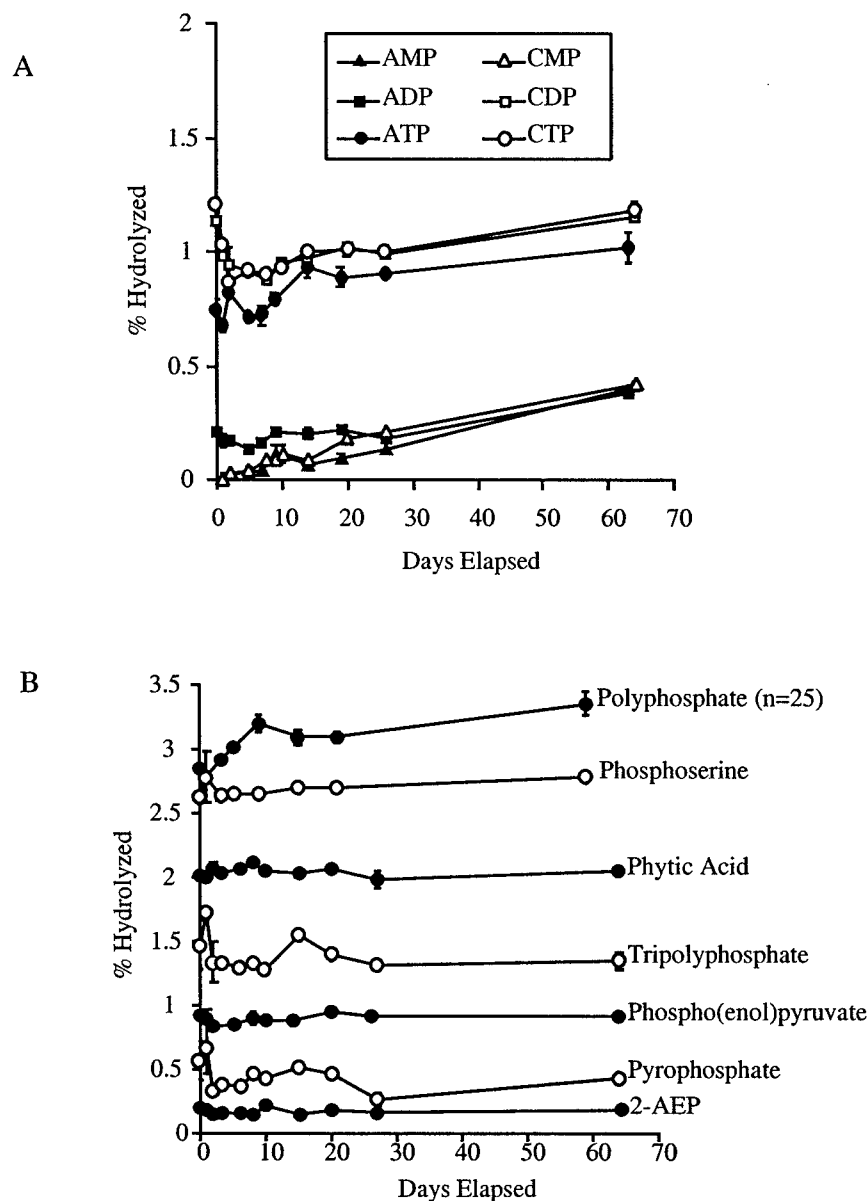 A
2
1.5
1
0.5
0
% Hydrolyzed
AMP CMP
ADP CDP
ATP CTP
0 10 20 30 40 50 60 70
Days Elapsed
B
3.5
3
2.5
2
1.5
1
0.5
0
% Hydrolyzed
Polyphosphate (n=25)
Phosphoserine
Phytic Acid
Tripolyphosphate
Phospho(enol)pyruvate
Pyrophosphate
2-AEP
0 10 20 30 40 50 60 70
Days Elapsed